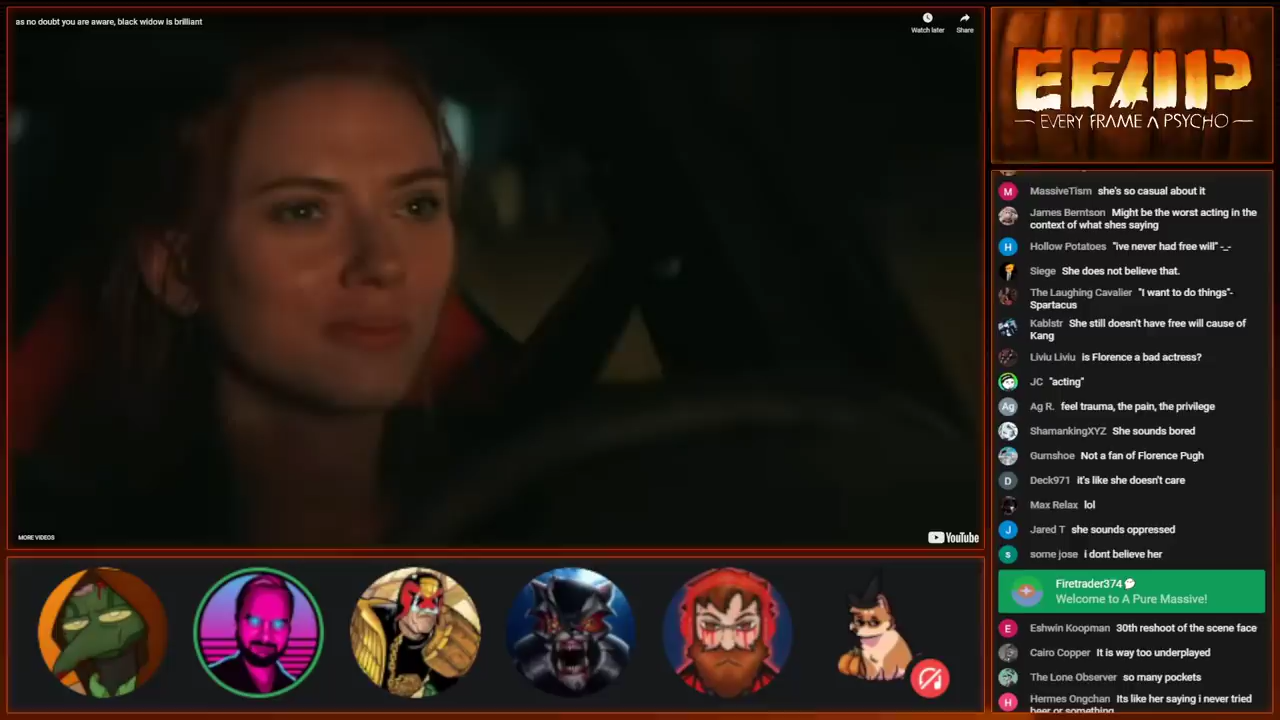 as no doubt you are aware, black widow is brilliant
Watch later
Share
MORE VIDEOS
YouTube
EFAP
EVERY FRAME A PSYCHO
M MassiveTism she's so casual about it
James Berntson Might be the worst acting in the
context of what shes saying
H Hollow Potatoes "ive never had free will" -_-
Siege She does not believe that.
The Laughing Cavalier "I want to do things"-
Spartacus
Kablstr She still doesn't have free will cause of
Kang
Liviu Liviu is Florence a bad actress?
JC "acting"
Ag Ag R. feel trauma, the pain, the privilege
ShamankingXYZ She sounds bored
Gumshoe Not a fan of Florence Pugh
D Deck971 it's like she doesn't care
Max Relax lol
J Jared T she sounds oppressed
s some jose i dont believe her
Firetrader374
Welcome to A Pure Massive!
E Eshwin Koopman 30th reshoot of the scene face
Cairo Copper It is way too underplayed
The Lone Observer so many pockets
H Hermes Ongchan Its like her saying i never tried
beer or something